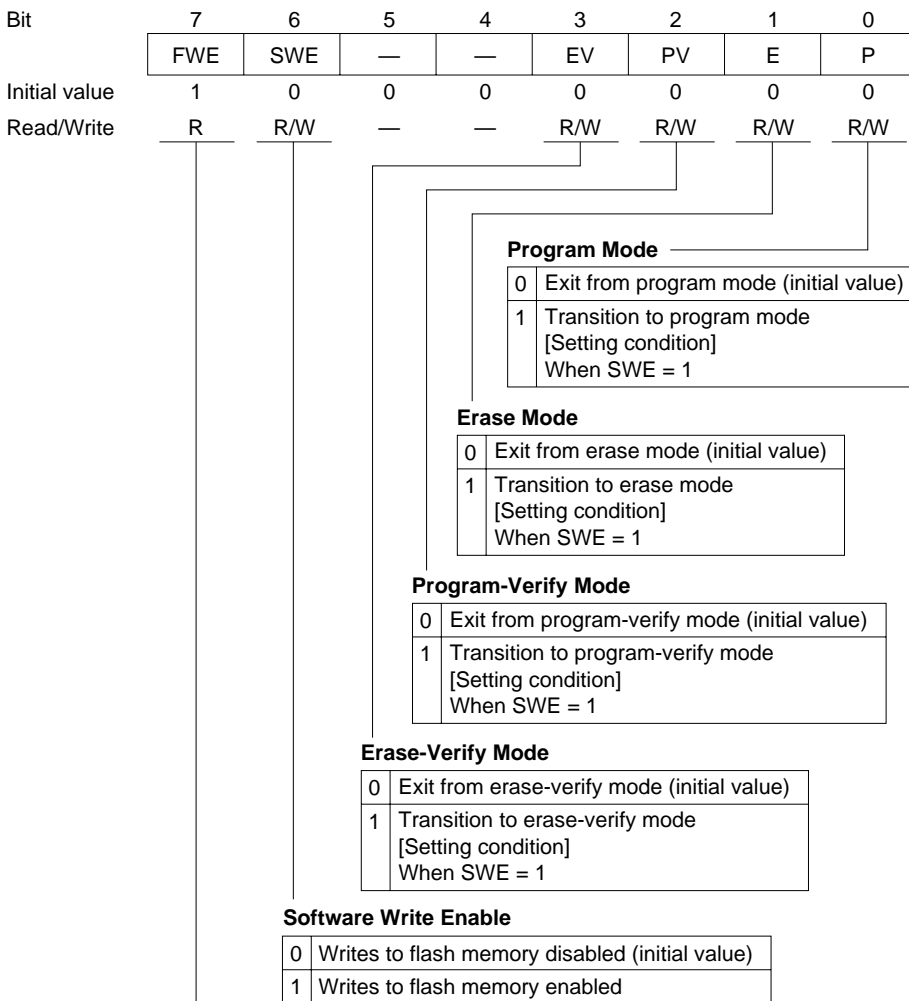 Bit 7 6 5 4 3 2 1 0
FWE SWE — — EV PV E P
Initial value 1 0 0 0 0 0 0 0
Read/Write R R/W — — R/W R/W R/W R/W
Program Mode
0 Exit from program mode (initial value)
1 Transition to program mode
[Setting condition]
When SWE = 1
Erase Mode
0 Exit from erase mode (initial value)
1 Transition to erase mode
[Setting condition]
When SWE = 1
Program-Verify Mode
0 Exit from program-verify mode (initial value)
1 Transition to program-verify mode
[Setting condition]
When SWE = 1
Erase-Verify Mode
0 Exit from erase-verify mode (initial value)
1 Transition to erase-verify mode
[Setting condition]
When SWE = 1
Software Write Enable
0 Writes to flash memory disabled (initial value)
1 Writes to flash memory enabled